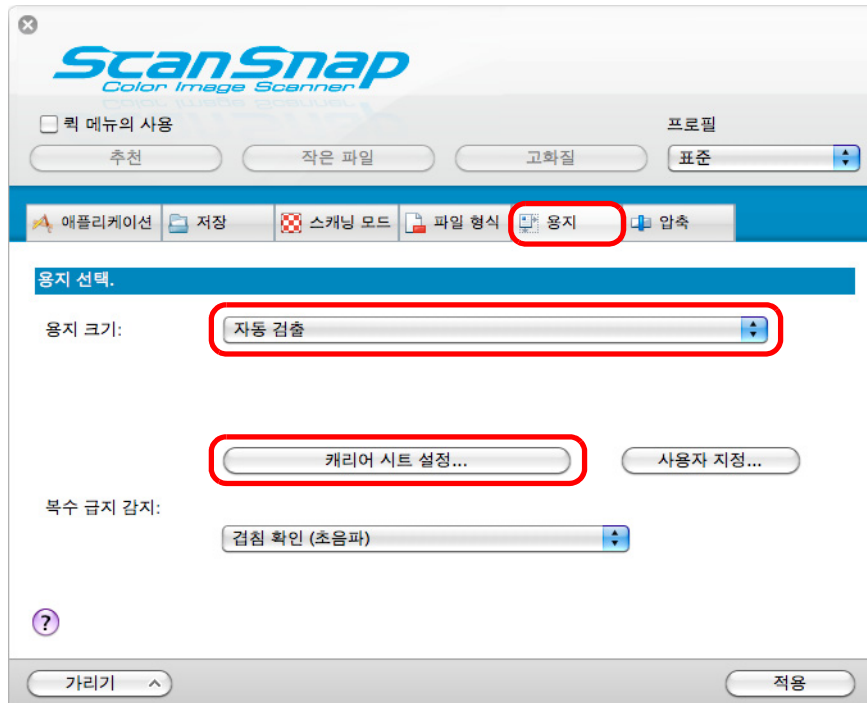 ScanSnap
Color Image Scanner
퀵 메뉴의 사용
프로필
추천 작은 파일 고화질 표준
애플리케이션 저장 스캐닝 모드 파일 형식 용지 압축
용지 선택.
용지 크기: 자동 검출
캐리어 시트 설정... 사용자 지정...
복수 급지 감지:
겹침 확인 (초음파)
?
가리기 적용